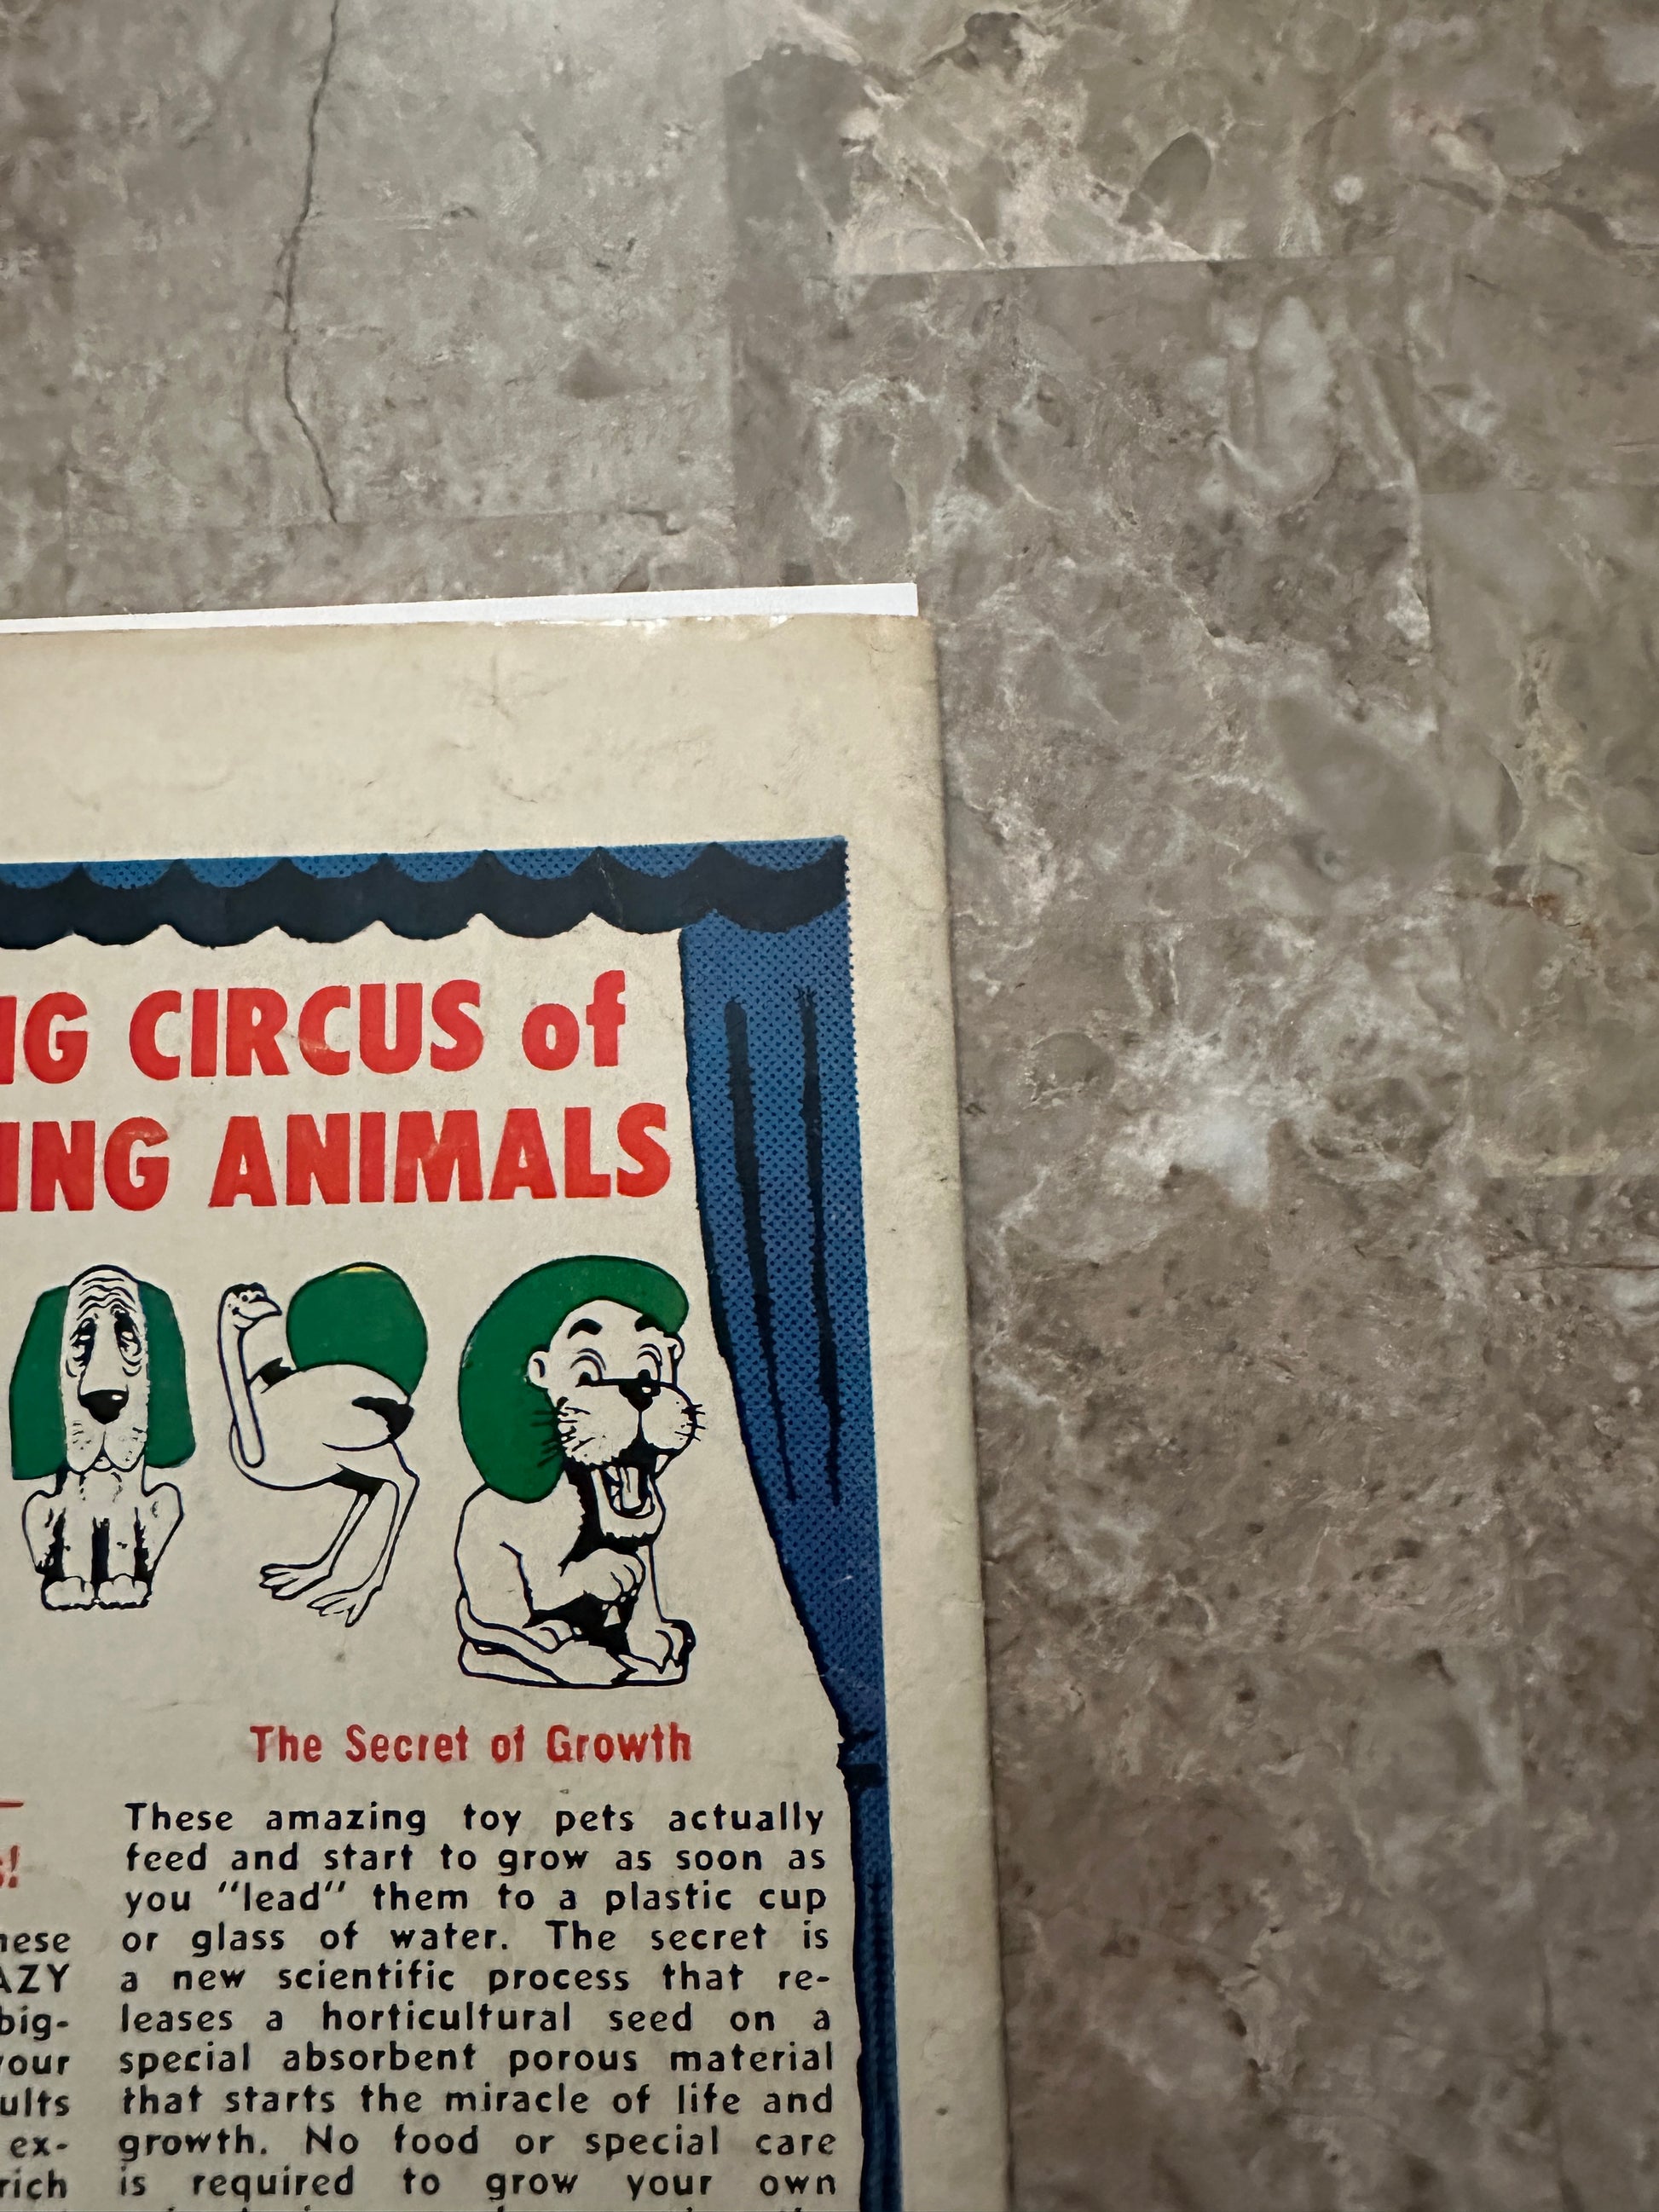 NG CIRCUS of
ING ANIMALS
The Secret of Growth
These amazing toy pets actually
feed and start to grow as soon as
you "lead" them to a plastic cup
or glass of water. The secret is
a new scientific process that re-
leases a horticultural seed on a
special absorbent porous material
that starts the miracle of life and
growth. No food or special care
is required to grow your own
s!
hese
AZY
big-
your
ults
ex-
rich